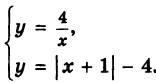 y = 4/x,
y = |x + 1| − 4.